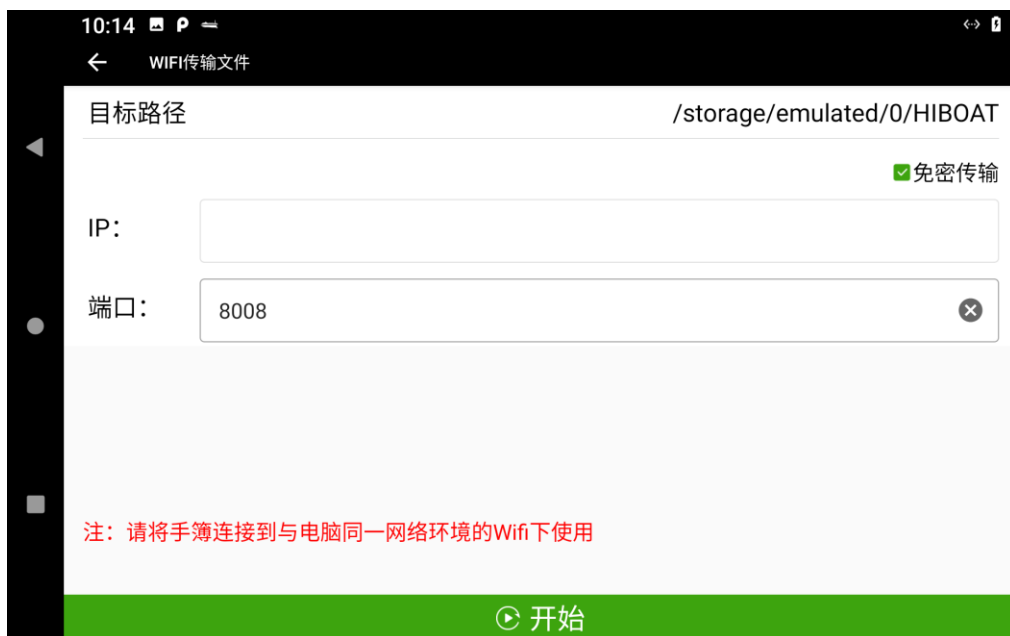 10:14
WIFI传输文件
目标路径 /storage/emulated/0/HIBOAT
免密传输
IP：
端口： 8008
注：请将手簿连接到与电脑同一网络环境的Wifi下使用
开始